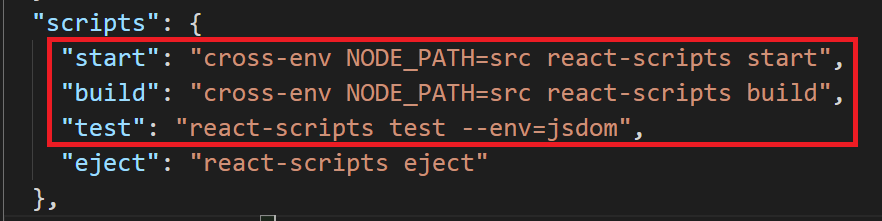 "scripts": {
"start": "cross-env NODE_PATH=src react-scripts start",
"build": "cross-env NODE_PATH=src react-scripts build",
"test": "react-scripts test --env=jsdom",
"eject": "react-scripts eject"
},